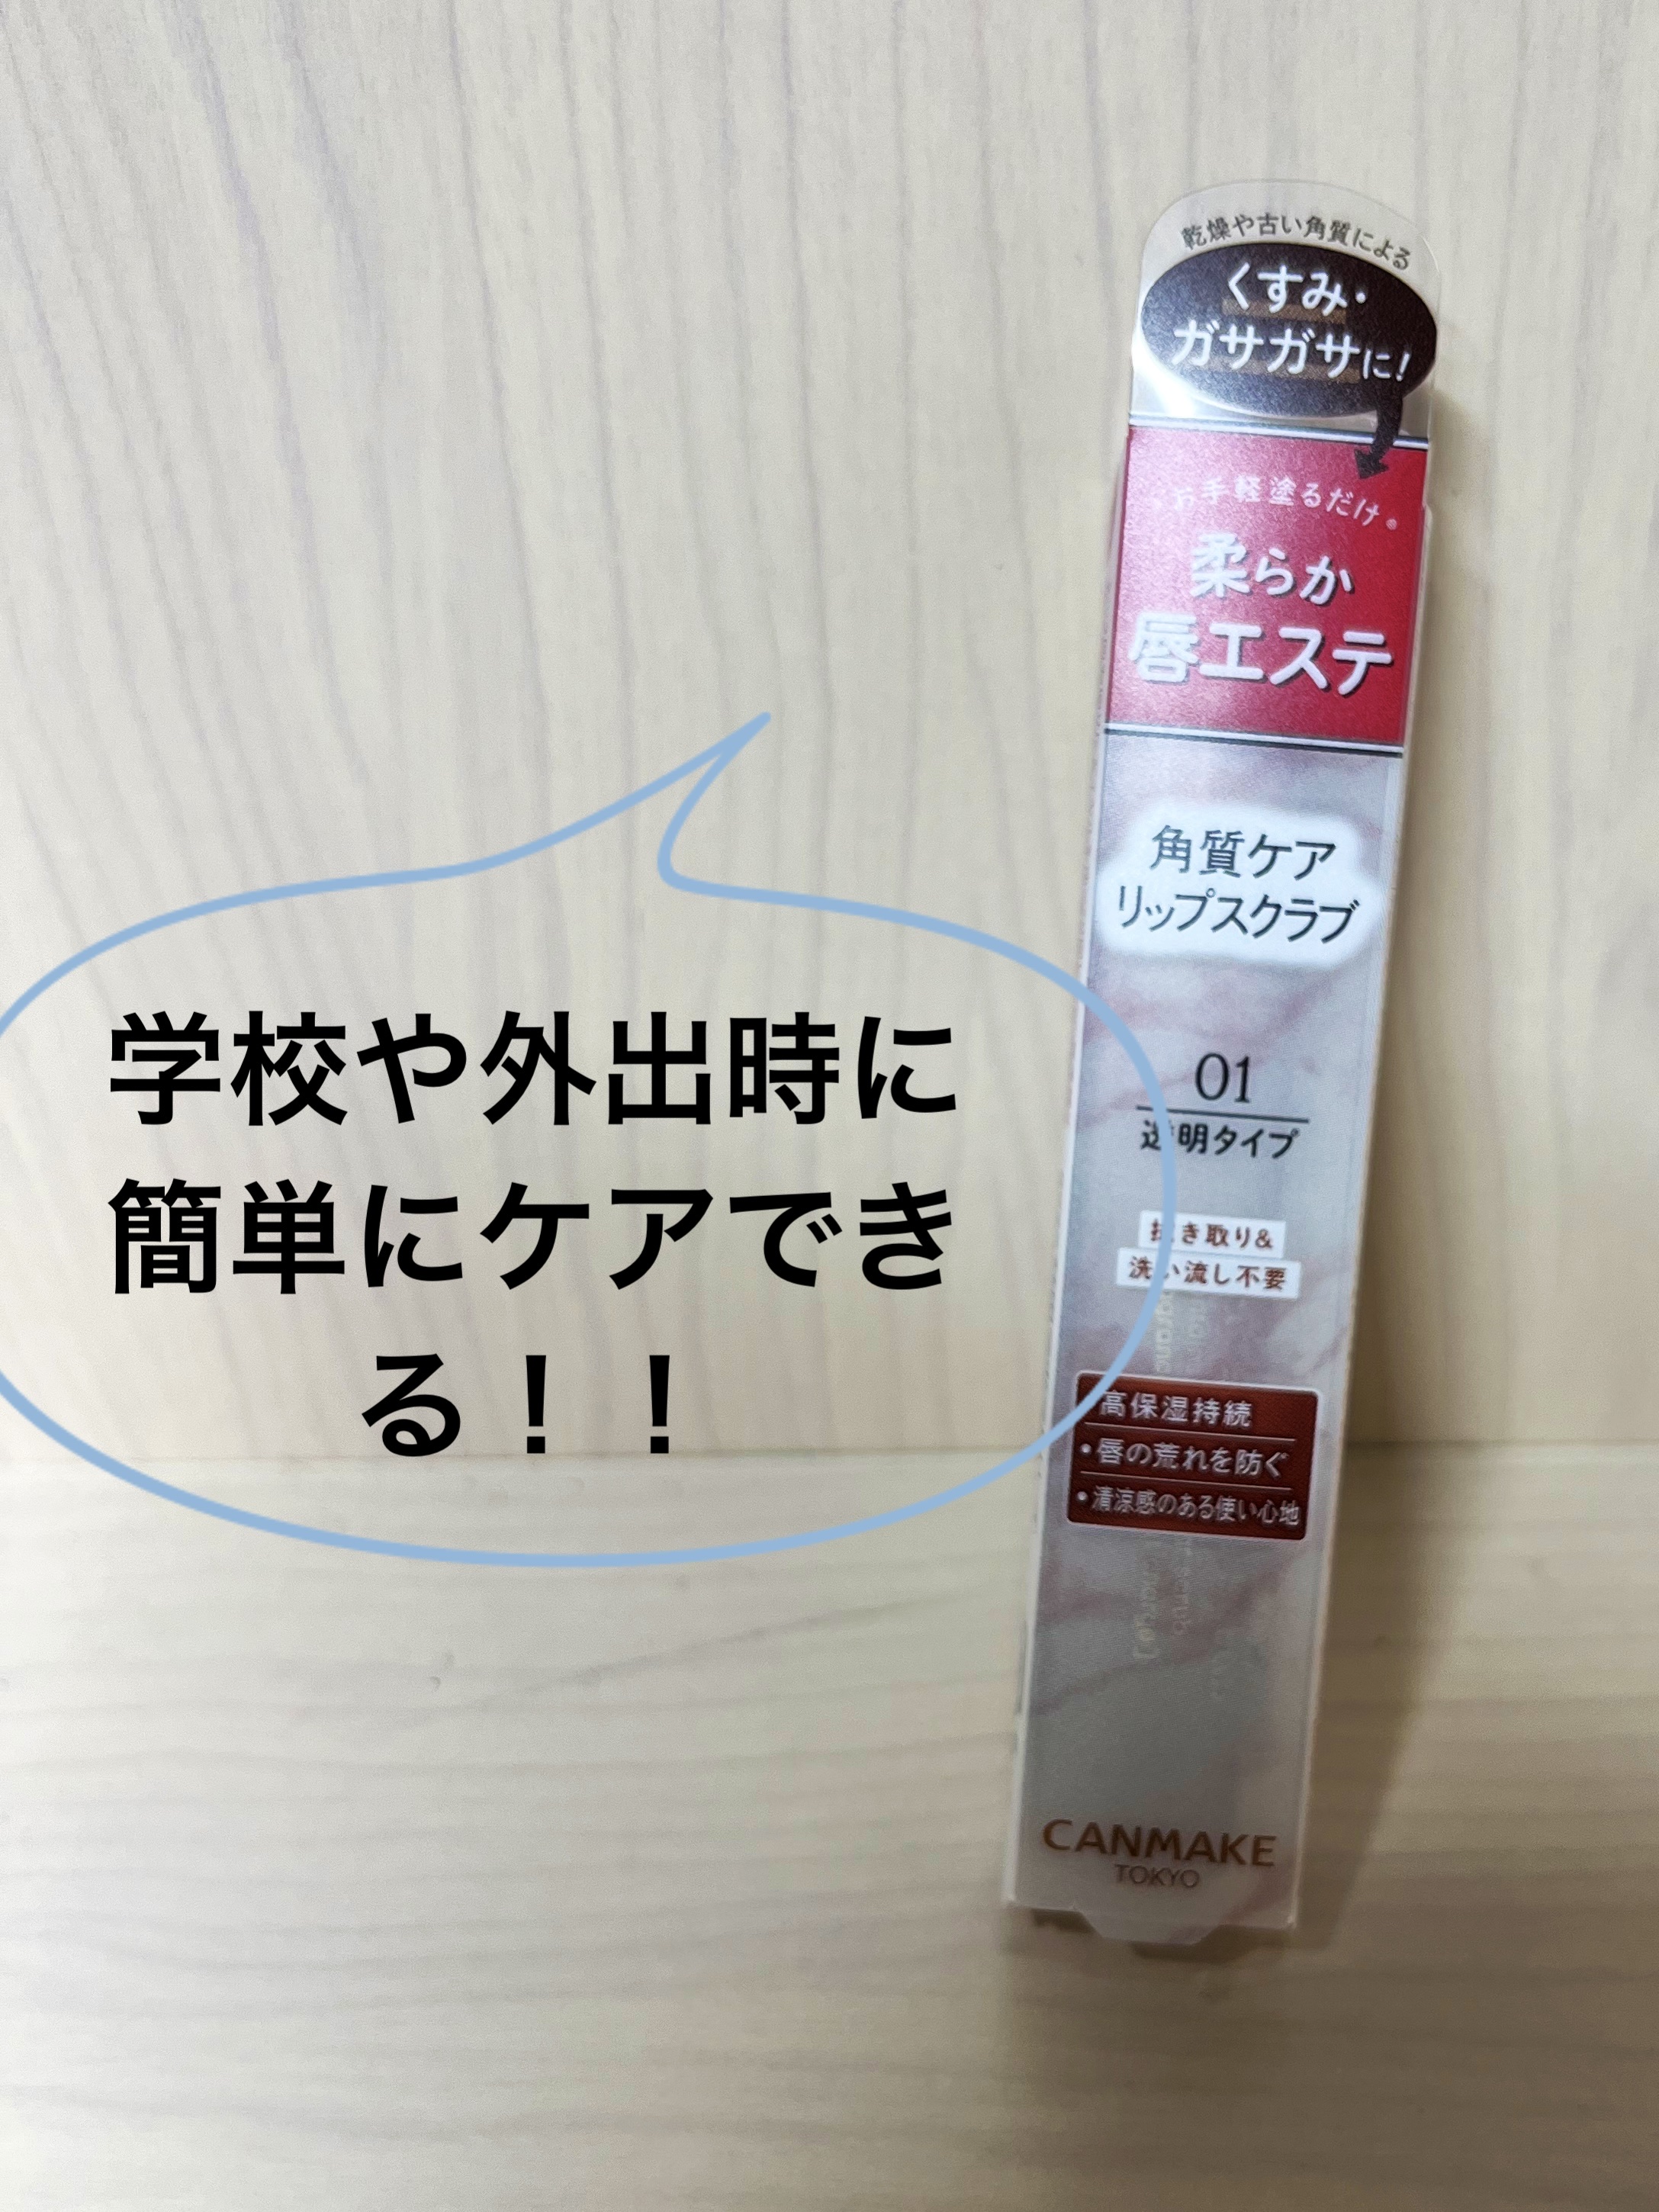 乾燥や古い角質による
くすみ・
ガサガサに!
お手軽塗るだけ。
柔らか
唇エステ
角質ケア
リップスクラブ
01
透明タイプ
拭き取り&
洗い流し不要
・高保湿持続
・唇の荒れを防ぐ
・清涼感のある使い心地
CANMAKE
TOKYO
学校や外出時に
簡単にケアでき
る！！